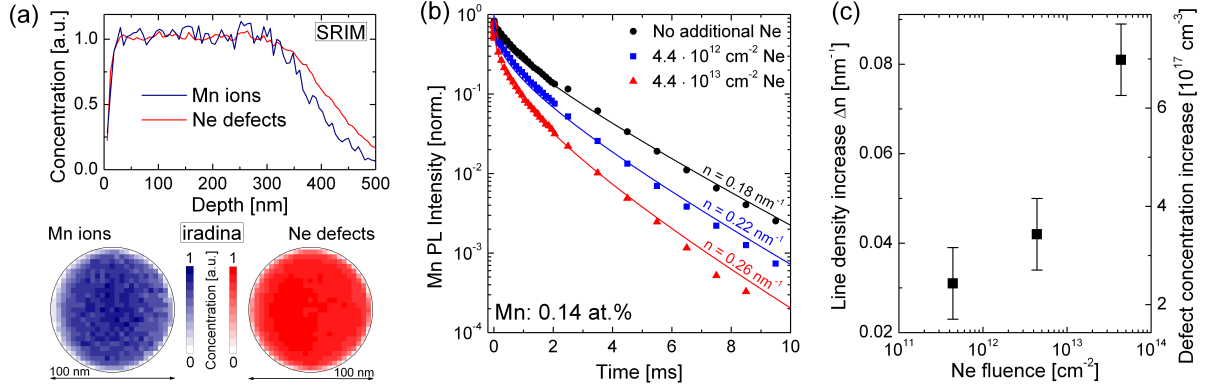 (a)
SRIM
Concentration [a.u.]
1.0
0.5
0.0
Mn ions
Ne defects
0 100 200 300 400 500
Depth [nm]
Mn ions
iradina
Ne defects
1 1
Concentration [a.u.]
0 0
100 nm
100 nm
(b)
Mn PL Intensity [norm.]
10⁰
10⁻¹
10⁻²
10⁻³
10⁻⁴
No additional Ne
4.4 · 10¹² cm⁻² Ne
4.4 · 10¹³ cm⁻² Ne
n = 0.18 nm⁻¹
n = 0.22 nm⁻¹
n = 0.26 nm⁻¹
Mn: 0.14 at.%
0 2 4 6 8 10
Time [ms]
(c)
Line density increase Δn [nm⁻¹]
0.08
0.06
0.04
0.02
10¹¹ 10¹² 10¹³ 10¹⁴
Ne fluence [cm⁻²]
6
4
2
Defect concentration increase [10¹⁷ cm⁻³]